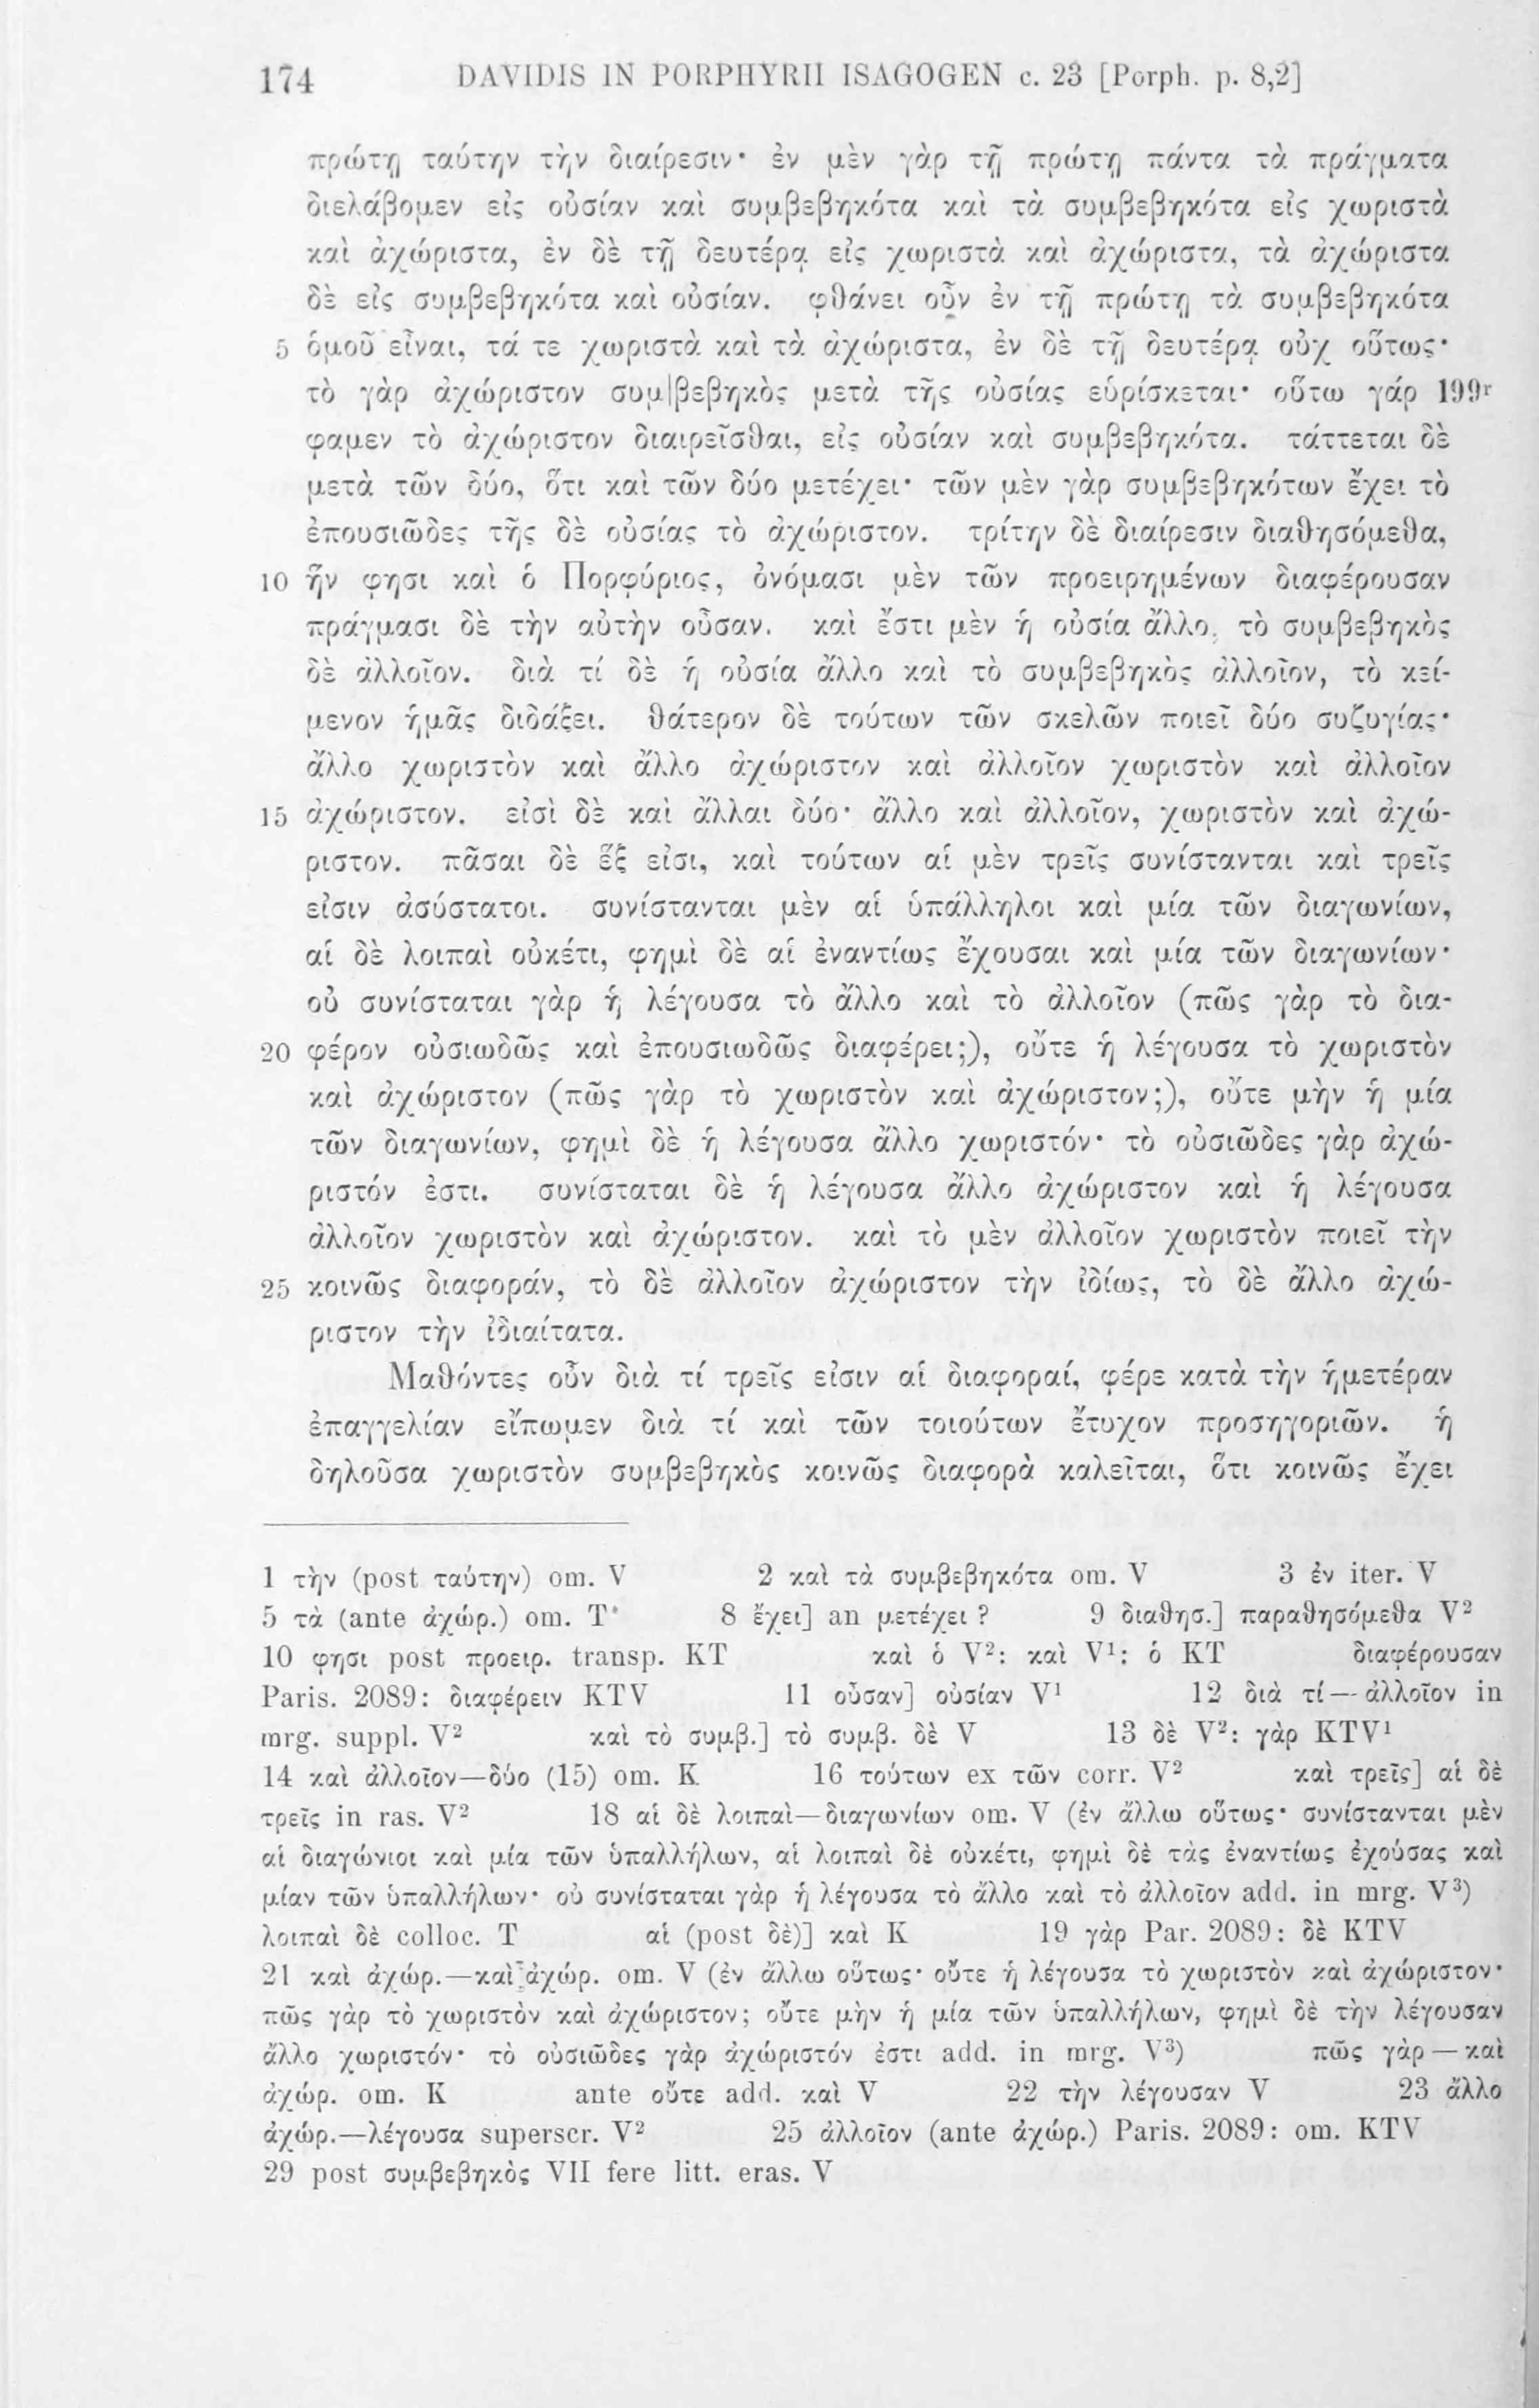 174 DAVIDIS IN PORPHYRII ISAGOGEN c. 23 [Porph. p. 8,2]
πρώτῃ ταύτην τὴν διαίρεσιν· ἐν μὲν γὰρ τῇ πρώτῃ πάντα τὰ πράγματα
διελάβομεν εἰς οὐσίαν καὶ συμβεβηκότα καὶ τὰ συμβεβηκότα εἰς χωριστὰ
καὶ ἀχώριστα, ἐν δὲ τῇ δευτέρᾳ εἰς χωριστὰ καὶ ἀχώριστα, τὰ ἀχώριστα
δὲ εἰς συμβεβηκότα καὶ οὐσίαν. φθάνει οὖν ἐν τῇ πρώτῃ τὰ συμβεβηκότα
5 ὁμοῦ εἶναι, τά τε χωριστὰ καὶ τὰ ἀχώριστα, ἐν δὲ τῇ δευτέρᾳ οὐχ οὕτως·
τὸ γὰρ ἀχώριστον συμ|βεβηκὸς μετὰ τῆς οὐσίας εὑρίσκεται· οὕτω γάρ 199r
φαμεν τὸ ἀχώριστον διαιρεῖσθαι, εἰς οὐσίαν καὶ συμβεβηκότα. τάττεται δὲ
μετὰ τῶν δύο, ὅτι καὶ τῶν δύο μετέχει· τῶν μὲν γὰρ συμβεβηκότων ἔχει τὸ
ἐπουσιῶδες τῆς δὲ οὐσίας τὸ ἀχώριστον. τρίτην δὲ διαίρεσιν διαθησόμεθα,
10 ἥν φησι καὶ ὁ Πορφύριος, ὀνόμασι μὲν τῶν προειρημένων διαφέρουσαν
πράγμασι δὲ τὴν αὐτὴν οὖσαν. καὶ ἔστι μὲν ἡ οὐσία ἄλλο, τὸ συμβεβηκὸς
δὲ ἀλλοῖον. διὰ τί δὲ ἡ οὐσία ἄλλο καὶ τὸ συμβεβηκὸς ἀλλοῖον, τὸ κεί-
μενον ἡμᾶς διδάξει. θάτερον δὲ τούτων τῶν σκελῶν ποιεῖ δύο συζυγίας·
ἄλλο χωριστὸν καὶ ἄλλο ἀχώριστον καὶ ἀλλοῖον χωριστὸν καὶ ἀλλοῖον
15 ἀχώριστον. εἰσὶ δὲ καὶ ἄλλαι δύο· ἄλλο καὶ ἀλλοῖον, χωριστὸν καὶ ἀχώ-
ριστον. πᾶσαι δὲ ἕξ εἰσι, καὶ τούτων αἱ μὲν τρεῖς συνίστανται καὶ τρεῖς
εἰσιν ἀσύστατοι. συνίστανται μὲν αἱ ὑπάλληλοι καὶ μία τῶν διαγωνίων,
αἱ δὲ λοιπαὶ οὐκέτι, φημὶ δὲ αἱ ἐναντίως ἔχουσαι καὶ μία τῶν διαγωνίων·
οὐ συνίσταται γὰρ ἡ λέγουσα τὸ ἄλλο καὶ τὸ ἀλλοῖον (πῶς γὰρ τὸ δια-
20 φέρον οὐσιωδῶς καὶ ἐπουσιωδῶς διαφέρει;), οὔτε ἡ λέγουσα τὸ χωριστὸν
καὶ ἀχώριστον (πῶς γὰρ τὸ χωριστὸν καὶ ἀχώριστον;), οὔτε μὴν ἡ μία
τῶν διαγωνίων, φημὶ δὲ ἡ λέγουσα ἄλλο χωριστόν· τὸ οὐσιῶδες γὰρ ἀχώ-
ριστόν ἐστι. συνίσταται δὲ ἡ λέγουσα ἄλλο ἀχώριστον καὶ ἡ λέγουσα
ἀλλοῖον χωριστὸν καὶ ἀχώριστον. καὶ τὸ μὲν ἀλλοῖον χωριστὸν ποιεῖ τὴν
25 κοινῶς διαφοράν, τὸ δὲ ἀλλοῖον ἀχώριστον τὴν ἰδίως, τὸ δὲ ἄλλο ἀχώ-
ριστον τὴν ἰδιαίτατα.
Μαθόντες οὖν διὰ τί τρεῖς εἰσιν αἱ διαφοραί, φέρε κατὰ τὴν ἡμετέραν
ἐπαγγελίαν εἴπωμεν διὰ τί καὶ τῶν τοιούτων ἔτυχον προσηγοριῶν. ἡ
δηλοῦσα χωριστὸν συμβεβηκὸς κοινῶς διαφορὰ καλεῖται, ὅτι κοινῶς ἔχει
1 τὴν (post ταύτην) om. V 2 καὶ τὰ συμβεβηκότα om. V 3 ἐν iter. V
5 τὰ (ante ἀχώρ.) om. T 8 ἔχει] an μετέχει ? 9 διαθησ.] παραθησόμεθα V²
10 φησι post προειρ. transp. KT καὶ ὁ V²: καὶ V¹: ὁ KT διαφέρουσαν
Paris. 2089: διαφέρειν KTV 11 οὖσαν] οὐσίαν V¹ 12 διὰ τί—ἀλλοῖον in
mrg. suppl. V² καὶ τὸ συμβ.] τὸ συμβ. δὲ V 13 δὲ V²: γὰρ KTV¹
14 καὶ ἀλλοῖον—δύο (15) om. K 16 τούτων ex τῶν corr. V² καὶ τρεῖς] αἱ δὲ
τρεῖς in ras. V² 18 αἱ δὲ λοιπαὶ—διαγωνίων om. V (ἐν ἄλλω οὕτως· συνίστανται μὲν
αἱ διαγώνιοι καὶ μία τῶν ὑπαλλήλων, αἱ λοιπαὶ δὲ οὐκέτι, φημὶ δὲ τὰς ἐναντίως ἐχούσας καὶ
μίαν τῶν ὑπαλλήλων· οὐ συνίσταται γὰρ ἡ λέγουσα τὸ ἄλλο καὶ τὸ ἀλλοῖον add. in mrg. V³)
λοιπαὶ δὲ colloc. T αἱ (post δὲ)] καὶ K 19 γὰρ Par. 2089: δὲ KTV
21 καὶ ἀχώρ.—καὶ ἀχώρ. om. V (ἐν ἄλλω οὕτως· οὔτε ἡ λέγουσα τὸ χωριστὸν καὶ ἀχώριστον·
πῶς γὰρ τὸ χωριστὸν καὶ ἀχώριστον; οὔτε μὴν ἡ μία τῶν ὑπαλλήλων, φημὶ δὲ τὴν λέγουσαν
ἄλλο χωριστόν· τὸ οὐσιῶδες γὰρ ἀχώριστόν ἐστι add. in mrg. V³) πῶς γὰρ—καὶ
ἀχώρ. om. K ante οὔτε add. καὶ V 22 τὴν λέγουσαν V 23 ἄλλο
ἀχώρ.—λέγουσα superscr. V² 25 ἀλλοῖον (ante ἀχώρ.) Paris. 2089: om. KTV
29 post συμβεβηκὸς VII fere litt. eras. V